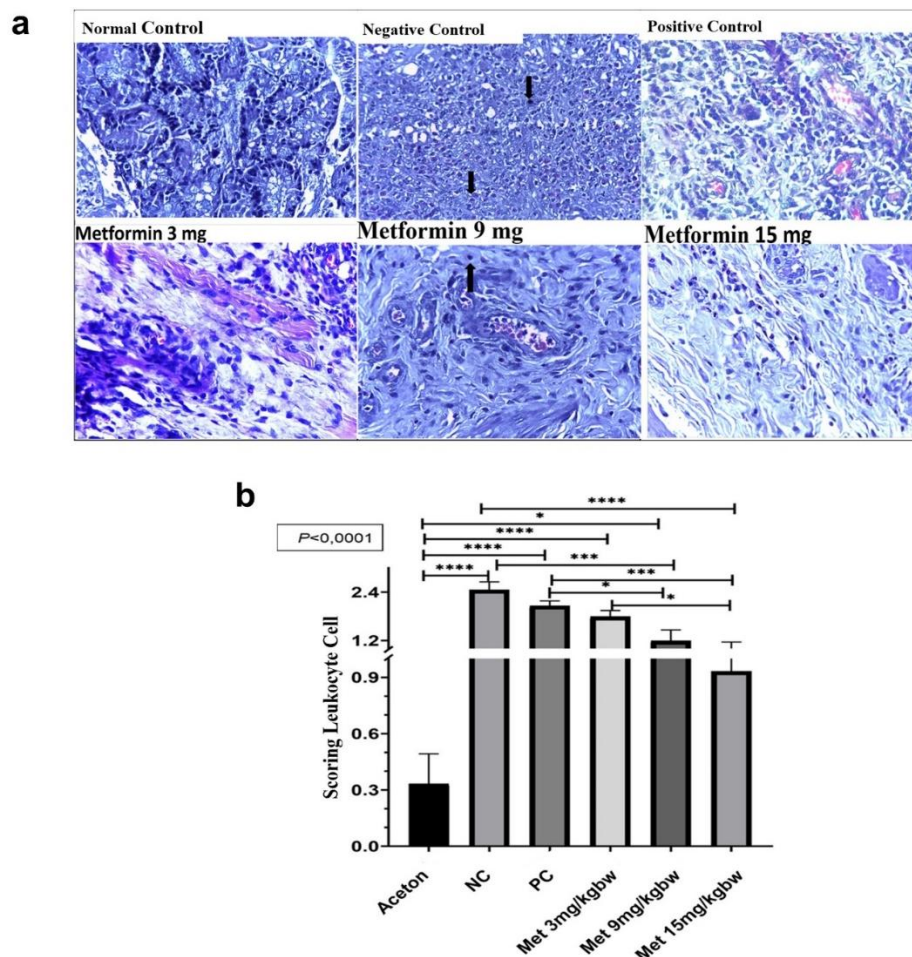 a
Normal Control
Negative Control
Positive Control
Metformin 3 mg
Metformin 9 mg
Metformin 15 mg
b
P<0,0001
****
*
****
****
***
****
***
*
*
Scoring Leukocyte Cell
2.4
1.2
0.9
0.6
0.3
0.0
Aceton
NC
PC
Met 3mg/kgbw
Met 9mg/kgbw
Met 15mg/kgbw